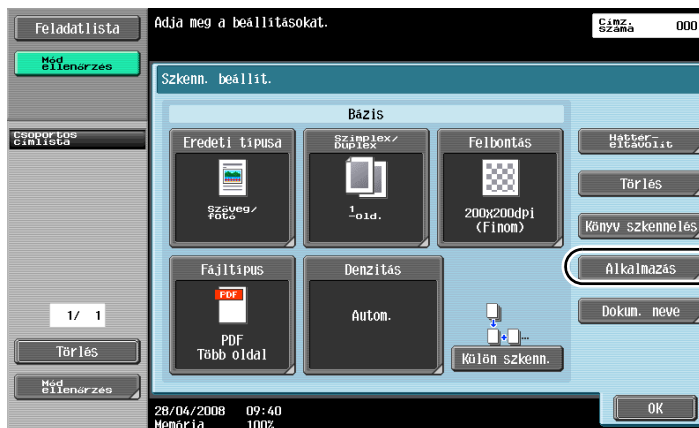 Feladatlista
Adja meg a beállításokat.
Címz.
száma
000
Mód
ellenőrzés
Szkenn. beállít.
Bázis
Csoportos
címlista
Eredeti típusa
Szimplex/
Duplex
Felbontás
Háttér-
eltávolít
Szöveg/
fotó
1
-old.
200x200dpi
(Finom)
Törlés
Könyv szkennelés
Fájltípus
Denzitás
Alkalmazás
PDF
Autom.
Dokum. neve
1/ 1
PDF
Több oldal
Külön szkenn.
Törlés
Mód
ellenőrzés
OK
28/04/2008 09:40
Memória 100%